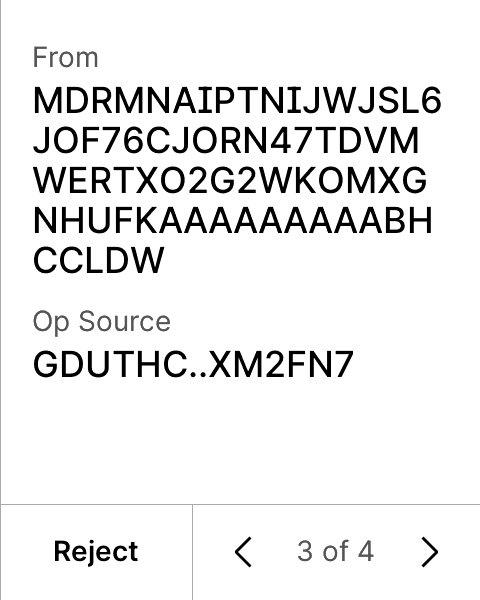 From
MDRMNAIPTNIJWJSL6
JOF76CJORN47TDVM
WERTXO2G2WKOMXG
NHUFKAAAAAAAAABH
CCLDW
Op Source
GDUTHC..XM2FN7
Reject
3 of 4